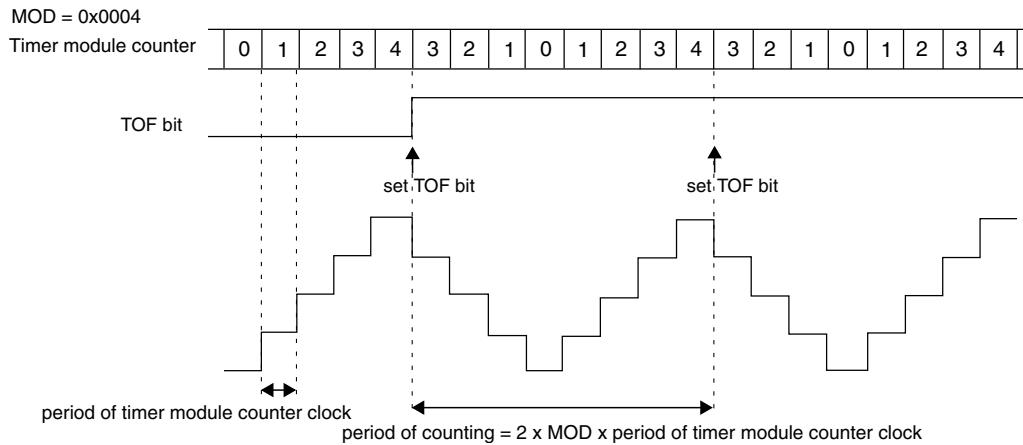 MOD = 0x0004
Timer module counter 0 1 2 3 4 3 2 1 0 1 2 3 4 3 2 1 0 1 2 3 4
TOF bit
set TOF bit set TOF bit
period of timer module counter clock
period of counting = 2 x MOD x period of timer module counter clock